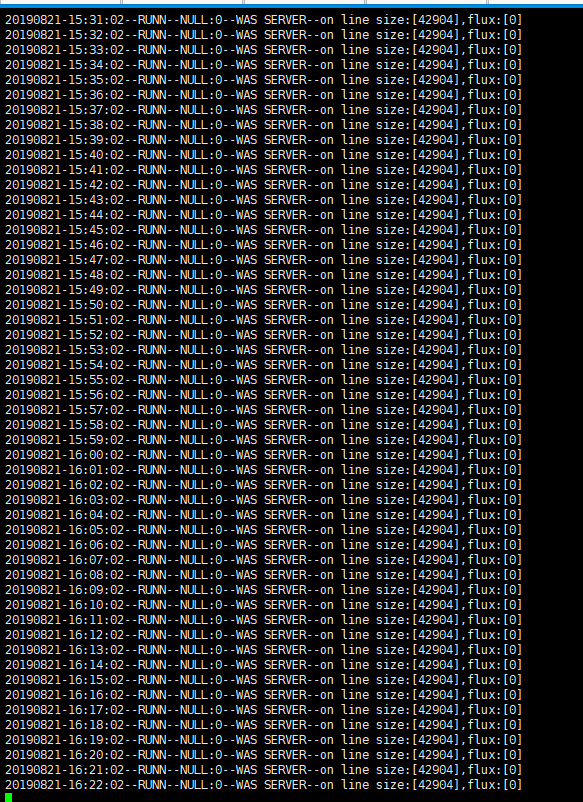 20190821-15:31:02--RUNN--NULL:0--WAS SERVER--on line size:[42904],flux:[0]
20190821-15:32:02--RUNN--NULL:0--WAS SERVER--on line size:[42904],flux:[0]
20190821-15:33:02--RUNN--NULL:0--WAS SERVER--on line size:[42904],flux:[0]
20190821-15:34:02--RUNN--NULL:0--WAS SERVER--on line size:[42904],flux:[0]
20190821-15:35:02--RUNN--NULL:0--WAS SERVER--on line size:[42904],flux:[0]
20190821-15:36:02--RUNN--NULL:0--WAS SERVER--on line size:[42904],flux:[0]
20190821-15:37:02--RUNN--NULL:0--WAS SERVER--on line size:[42904],flux:[0]
20190821-15:38:02--RUNN--NULL:0--WAS SERVER--on line size:[42904],flux:[0]
20190821-15:39:02--RUNN--NULL:0--WAS SERVER--on line size:[42904],flux:[0]
20190821-15:40:02--RUNN--NULL:0--WAS SERVER--on line size:[42904],flux:[0]
20190821-15:41:02--RUNN--NULL:0--WAS SERVER--on line size:[42904],flux:[0]
20190821-15:42:02--RUNN--NULL:0--WAS SERVER--on line size:[42904],flux:[0]
20190821-15:43:02--RUNN--NULL:0--WAS SERVER--on line size:[42904],flux:[0]
20190821-15:44:02--RUNN--NULL:0--WAS SERVER--on line size:[42904],flux:[0]
20190821-15:45:02--RUNN--NULL:0--WAS SERVER--on line size:[42904],flux:[0]
20190821-15:46:02--RUNN--NULL:0--WAS SERVER--on line size:[42904],flux:[0]
20190821-15:47:02--RUNN--NULL:0--WAS SERVER--on line size:[42904],flux:[0]
20190821-15:48:02--RUNN--NULL:0--WAS SERVER--on line size:[42904],flux:[0]
20190821-15:49:02--RUNN--NULL:0--WAS SERVER--on line size:[42904],flux:[0]
20190821-15:50:02--RUNN--NULL:0--WAS SERVER--on line size:[42904],flux:[0]
20190821-15:51:02--RUNN--NULL:0--WAS SERVER--on line size:[42904],flux:[0]
20190821-15:52:02--RUNN--NULL:0--WAS SERVER--on line size:[42904],flux:[0]
20190821-15:53:02--RUNN--NULL:0--WAS SERVER--on line size:[42904],flux:[0]
20190821-15:54:02--RUNN--NULL:0--WAS SERVER--on line size:[42904],flux:[0]
20190821-15:55:02--RUNN--NULL:0--WAS SERVER--on line size:[42904],flux:[0]
20190821-15:56:02--RUNN--NULL:0--WAS SERVER--on line size:[42904],flux:[0]
20190821-15:57:02--RUNN--NULL:0--WAS SERVER--on line size:[42904],flux:[0]
20190821-15:58:02--RUNN--NULL:0--WAS SERVER--on line size:[42904],flux:[0]
20190821-15:59:02--RUNN--NULL:0--WAS SERVER--on line size:[42904],flux:[0]
20190821-16:00:02--RUNN--NULL:0--WAS SERVER--on line size:[42904],flux:[0]
20190821-16:01:02--RUNN--NULL:0--WAS SERVER--on line size:[42904],flux:[0]
20190821-16:02:02--RUNN--NULL:0--WAS SERVER--on line size:[42904],flux:[0]
20190821-16:03:02--RUNN--NULL:0--WAS SERVER--on line size:[42904],flux:[0]
20190821-16:04:02--RUNN--NULL:0--WAS SERVER--on line size:[42904],flux:[0]
20190821-16:05:02--RUNN--NULL:0--WAS SERVER--on line size:[42904],flux:[0]
20190821-16:06:02--RUNN--NULL:0--WAS SERVER--on line size:[42904],flux:[0]
20190821-16:07:02--RUNN--NULL:0--WAS SERVER--on line size:[42904],flux:[0]
20190821-16:08:02--RUNN--NULL:0--WAS SERVER--on line size:[42904],flux:[0]
20190821-16:09:02--RUNN--NULL:0--WAS SERVER--on line size:[42904],flux:[0]
20190821-16:10:02--RUNN--NULL:0--WAS SERVER--on line size:[42904],flux:[0]
20190821-16:11:02--RUNN--NULL:0--WAS SERVER--on line size:[42904],flux:[0]
20190821-16:12:02--RUNN--NULL:0--WAS SERVER--on line size:[42904],flux:[0]
20190821-16:13:02--RUNN--NULL:0--WAS SERVER--on line size:[42904],flux:[0]
20190821-16:14:02--RUNN--NULL:0--WAS SERVER--on line size:[42904],flux:[0]
20190821-16:15:02--RUNN--NULL:0--WAS SERVER--on line size:[42904],flux:[0]
20190821-16:16:02--RUNN--NULL:0--WAS SERVER--on line size:[42904],flux:[0]
20190821-16:17:02--RUNN--NULL:0--WAS SERVER--on line size:[42904],flux:[0]
20190821-16:18:02--RUNN--NULL:0--WAS SERVER--on line size:[42904],flux:[0]
20190821-16:19:02--RUNN--NULL:0--WAS SERVER--on line size:[42904],flux:[0]
20190821-16:20:02--RUNN--NULL:0--WAS SERVER--on line size:[42904],flux:[0]
20190821-16:21:02--RUNN--NULL:0--WAS SERVER--on line size:[42904],flux:[0]
20190821-16:22:02--RUNN--NULL:0--WAS SERVER--on line size:[42904],flux:[0]